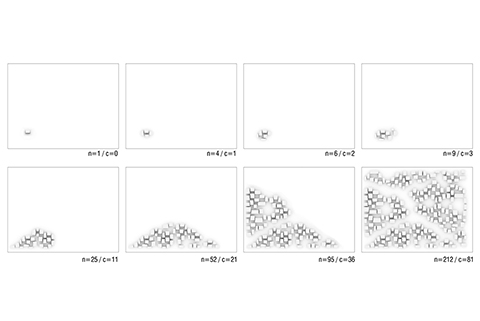 n=1 / c=0
n=4 / c=1
n=6 / c=2
n=9 / c=3
n=25 / c=11
n=52 / c=21
n=95 / c=36
n=212 / c=81